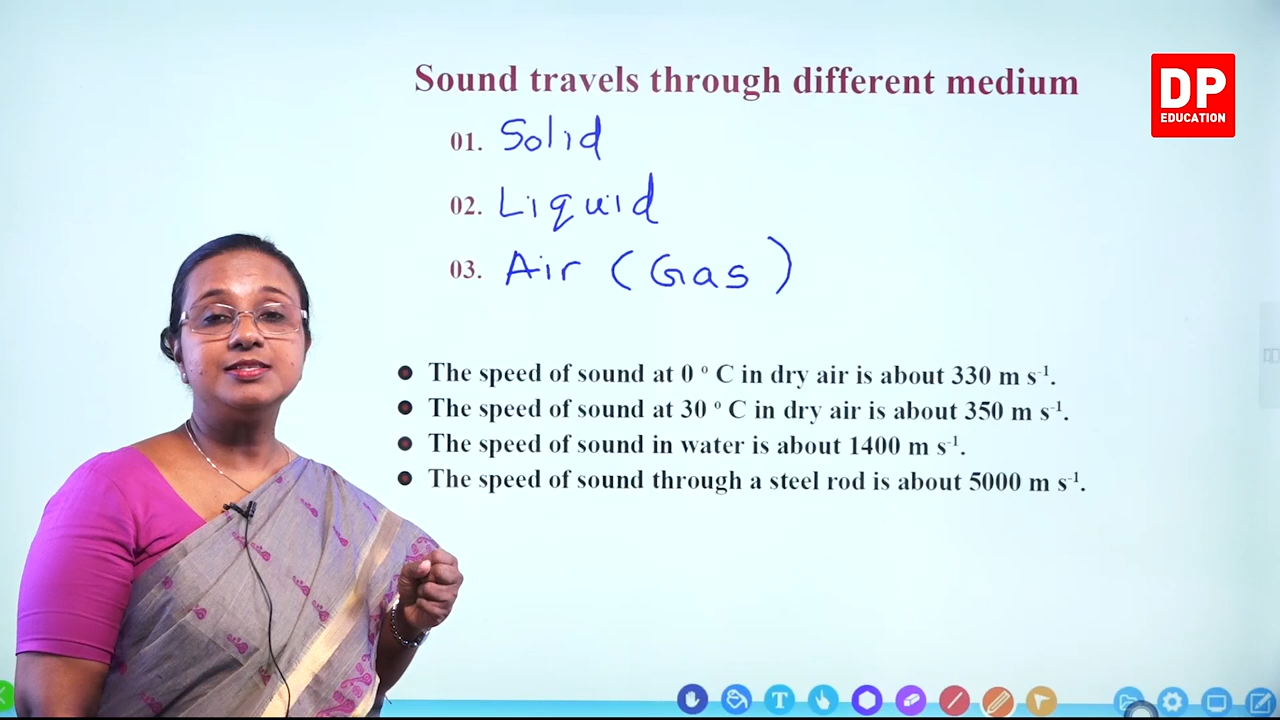 Sound travels through different medium
DP
EDUCATION
01. Solid
02. Liquid
03. Air (Gas)
The speed of sound at 0 ° C in dry air is about 330 m s⁻¹.
The speed of sound at 30 ° C in dry air is about 350 m s⁻¹.
The speed of sound in water is about 1400 m s⁻¹.
The speed of sound through a steel rod is about 5000 m s⁻¹.